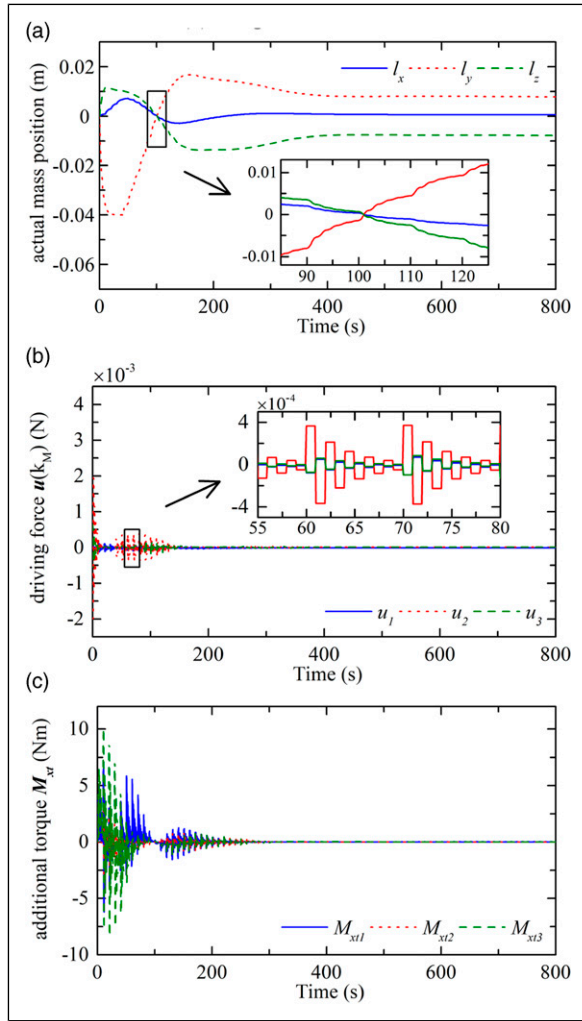 (a)
actual mass position (m)
0.02
0
-0.02
-0.04
-0.06
l_x l_y l_z
0.01
0
-0.01
90 100 110 120
0 200 400 600 800
Time (s)
(b)
×10⁻³
driving force u(k_M) (N)
4
3
2
1
0
-1
-2
×10⁻⁴
4
0
-4
55 60 65 70 75 80
u_1 u_2 u_3
0 200 400 600 800
Time (s)
(c)
additional torque M_xt (Nm)
10
5
0
-5
-10
M_xt1 M_xt2 M_xt3
0 200 400 600 800
Time (s)